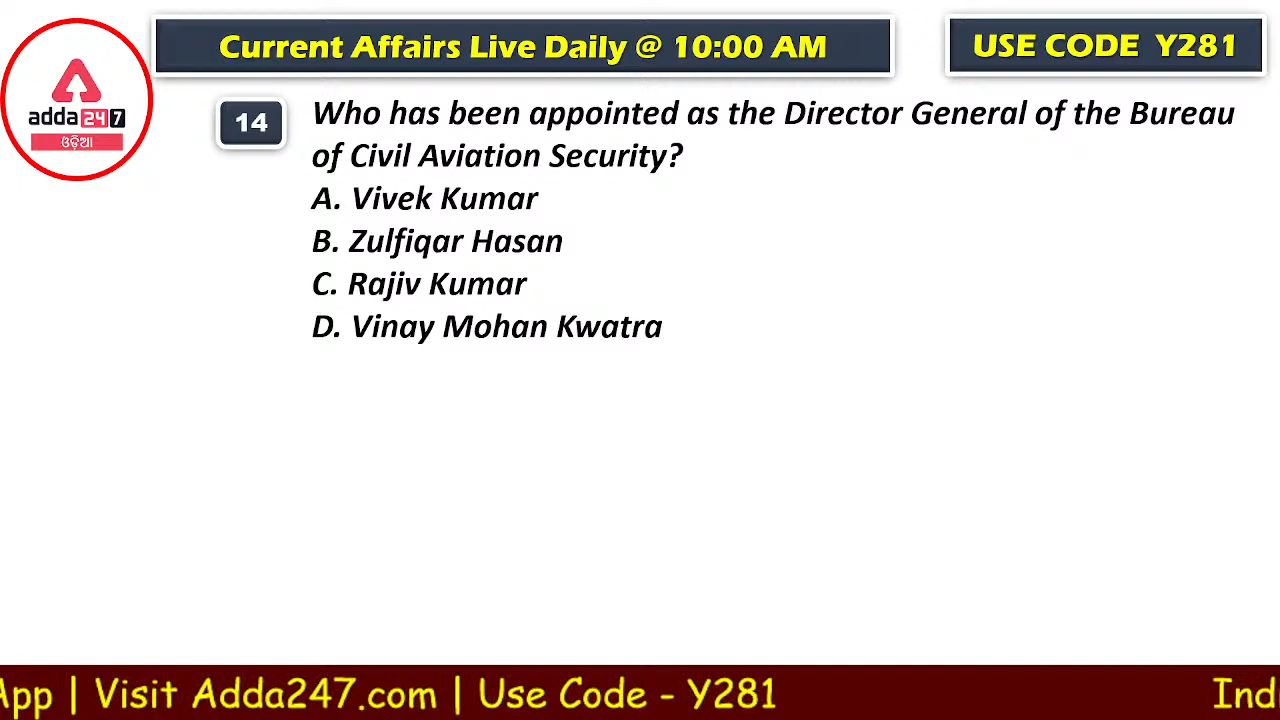 Current Affairs Live Daily @ 10:00 AM
USE CODE Y281
adda247
ଓଡ଼ିଆ
14
Who has been appointed as the Director General of the Bureau
of Civil Aviation Security?
A. Vivek Kumar
B. Zulfiqar Hasan
C. Rajiv Kumar
D. Vinay Mohan Kwatra
App | Visit Adda247.com | Use Code - Y281